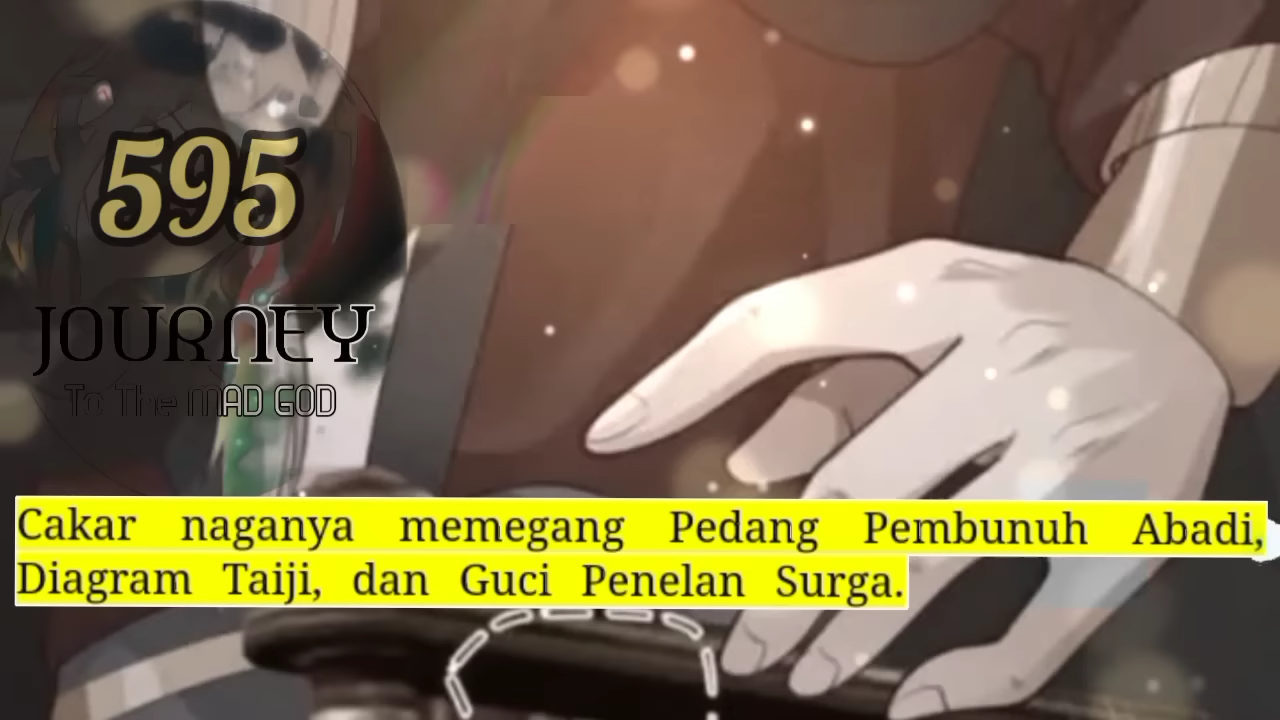 595
JOURNEY
To The MAD GOD
Cakar naganya memegang Pedang Pembunuh Abadi,
Diagram Taiji, dan Guci Penelan Surga.